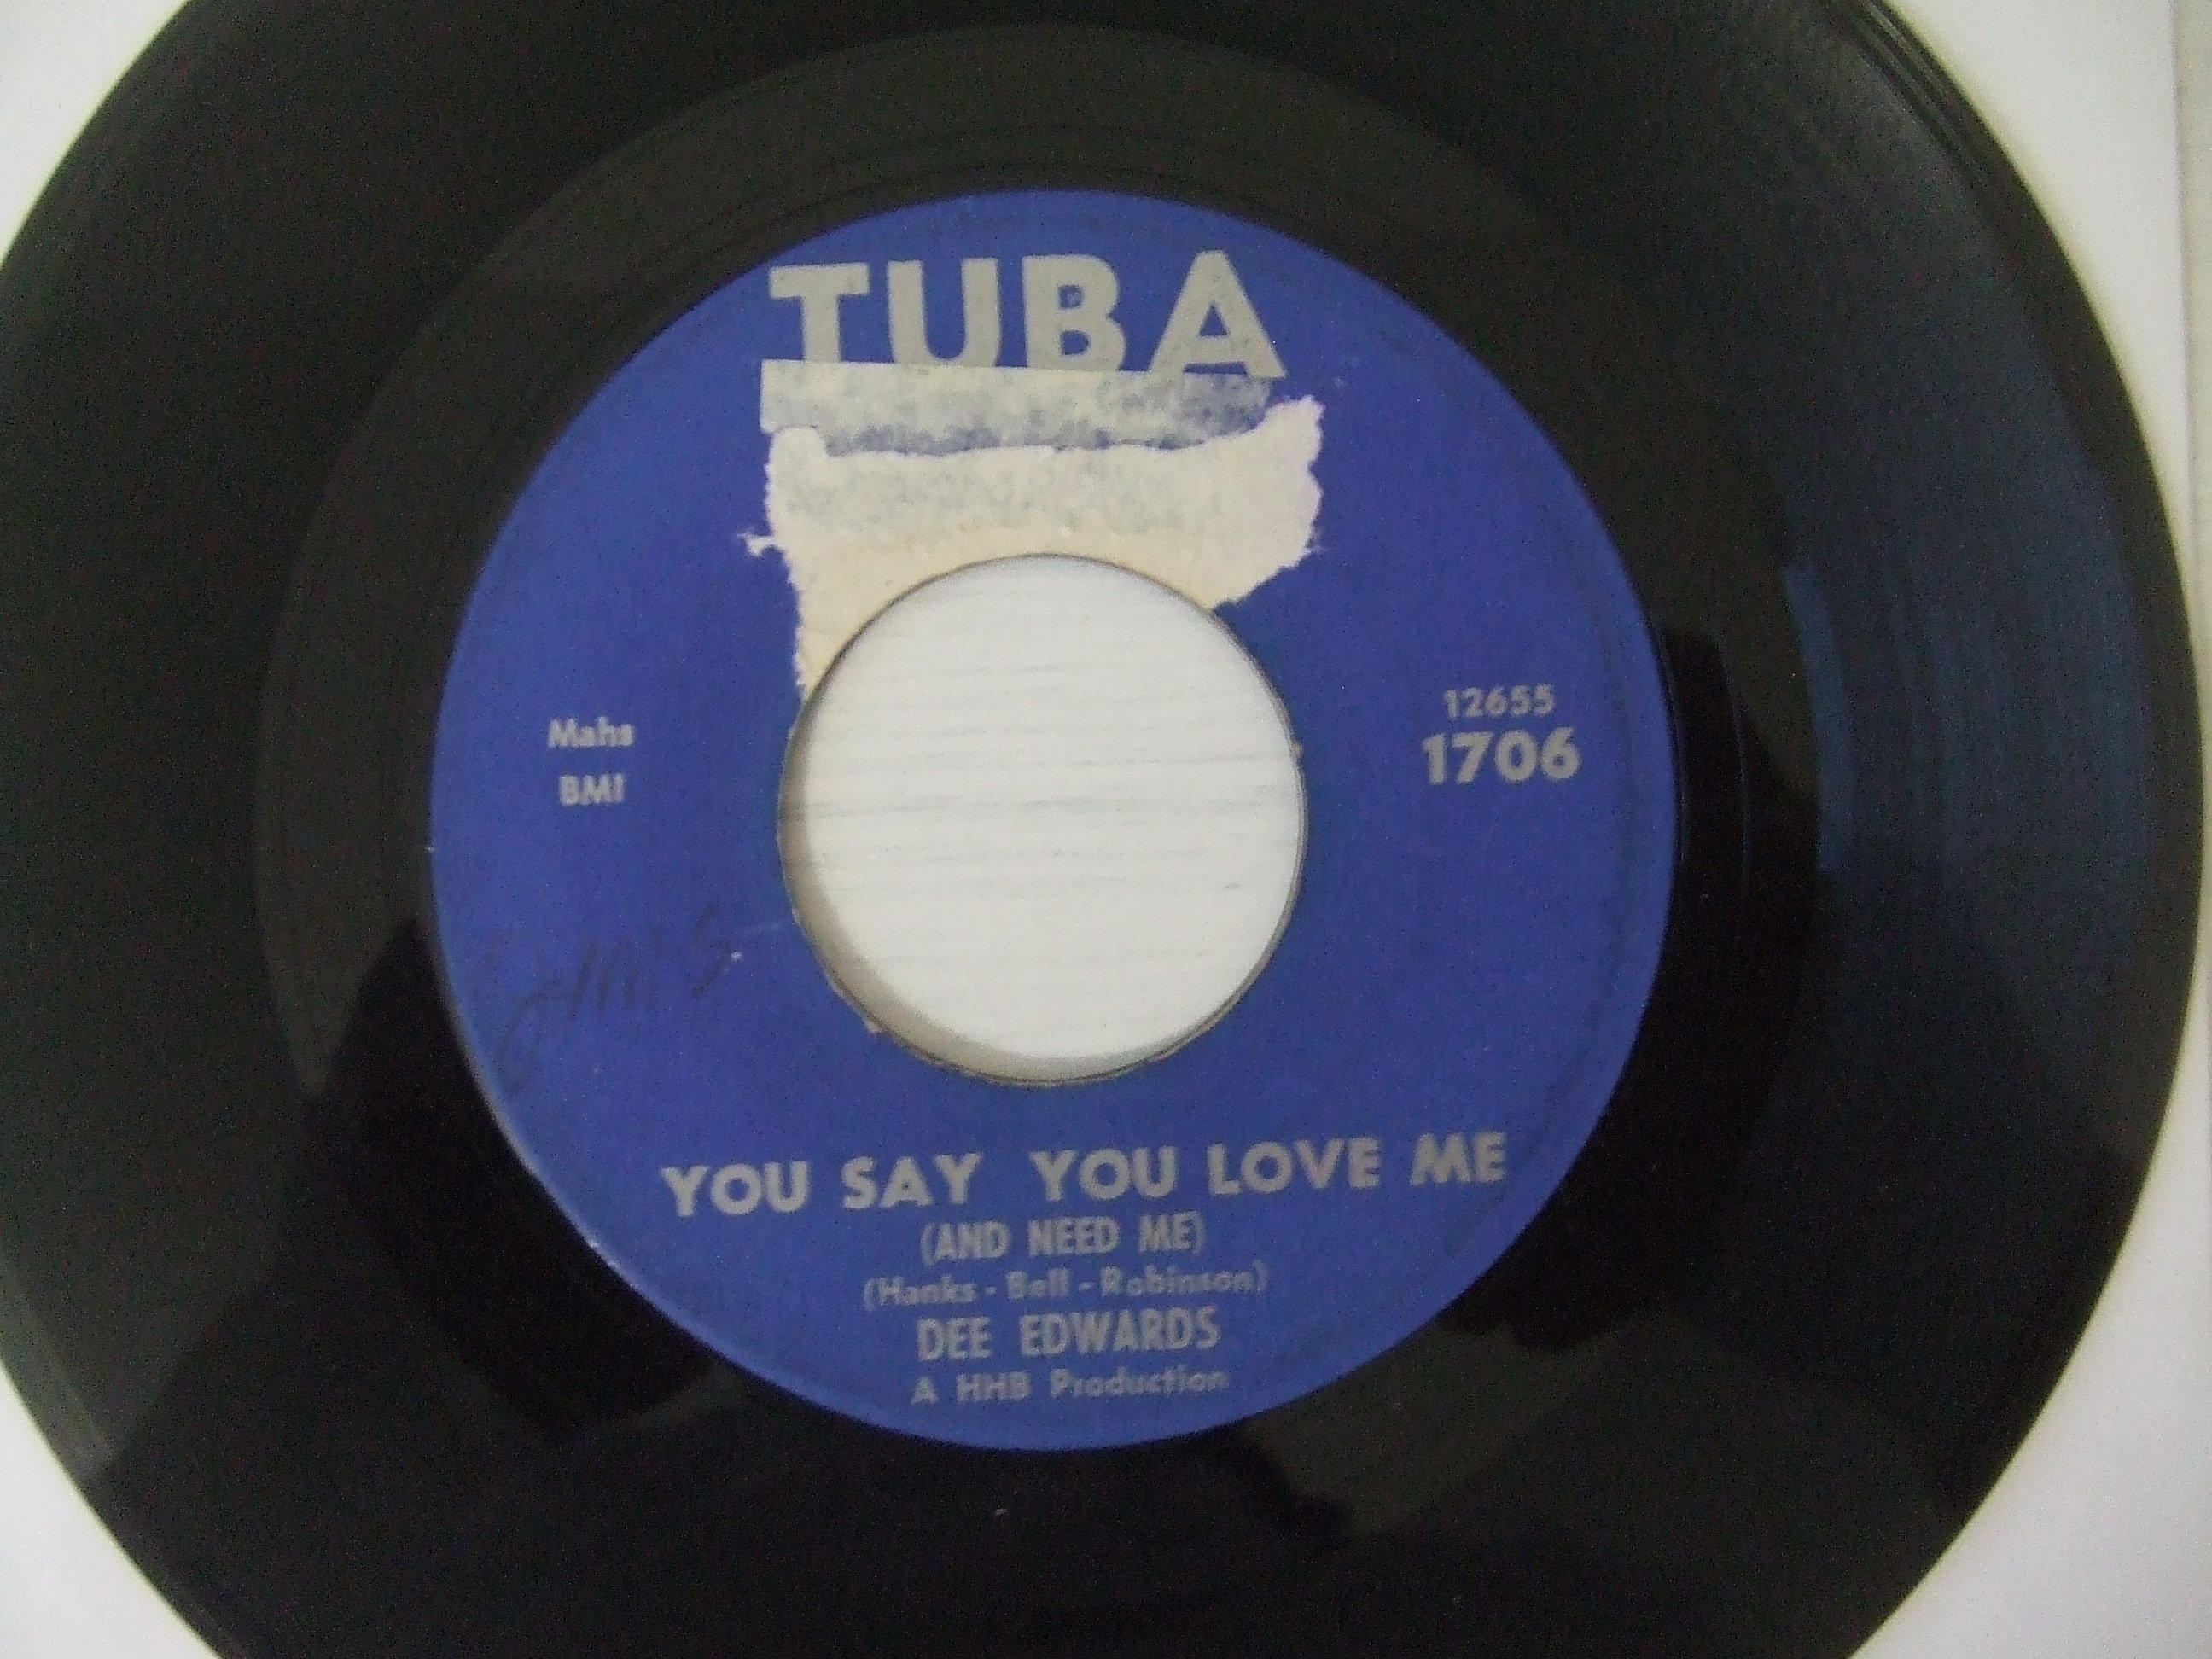 TUBA
Mahs
BMI
12655
1706
YOU SAY YOU LOVE ME
(AND NEED ME)
(Hanks - Bell - Robinson)
DEE EDWARDS
A HHB Production